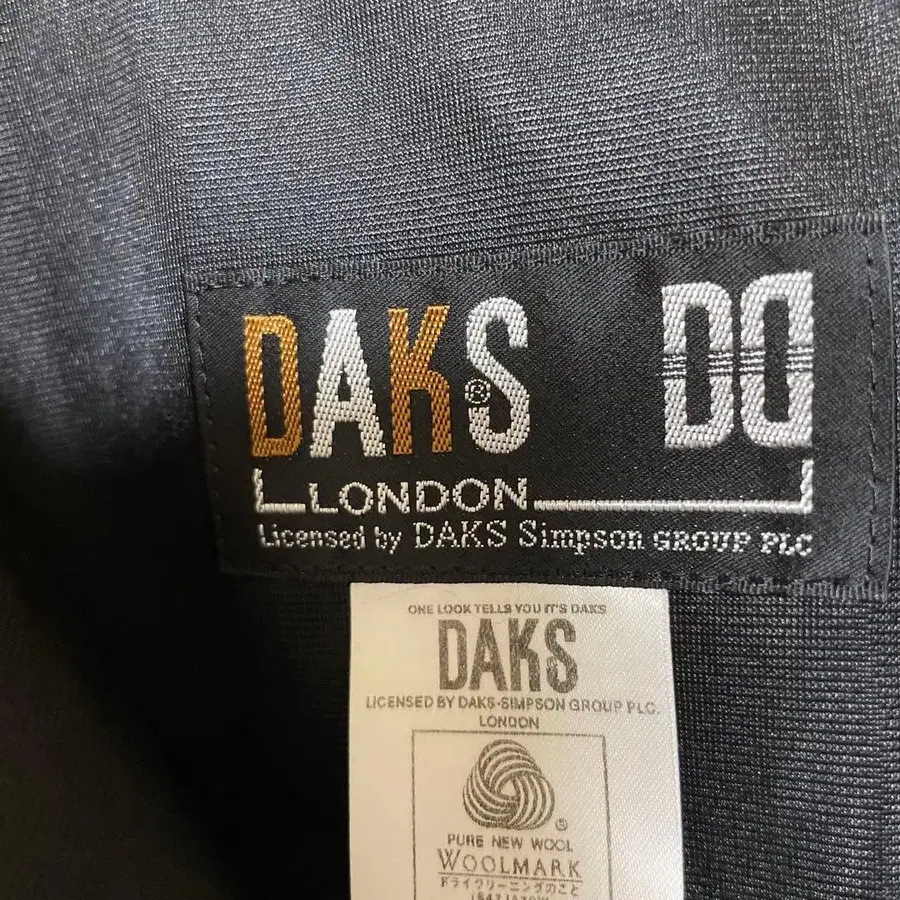 DAKS® DD
LONDON
Licensed by DAKS Simpson GROUP PLC
ONE LOOK TELLS YOU IT'S DAKS
DAKS
LICENSED BY DAKS-SIMPSON GROUP PLC.
LONDON
®
PURE NEW WOOL
WOOLMARK
ドライクリーニングのこと